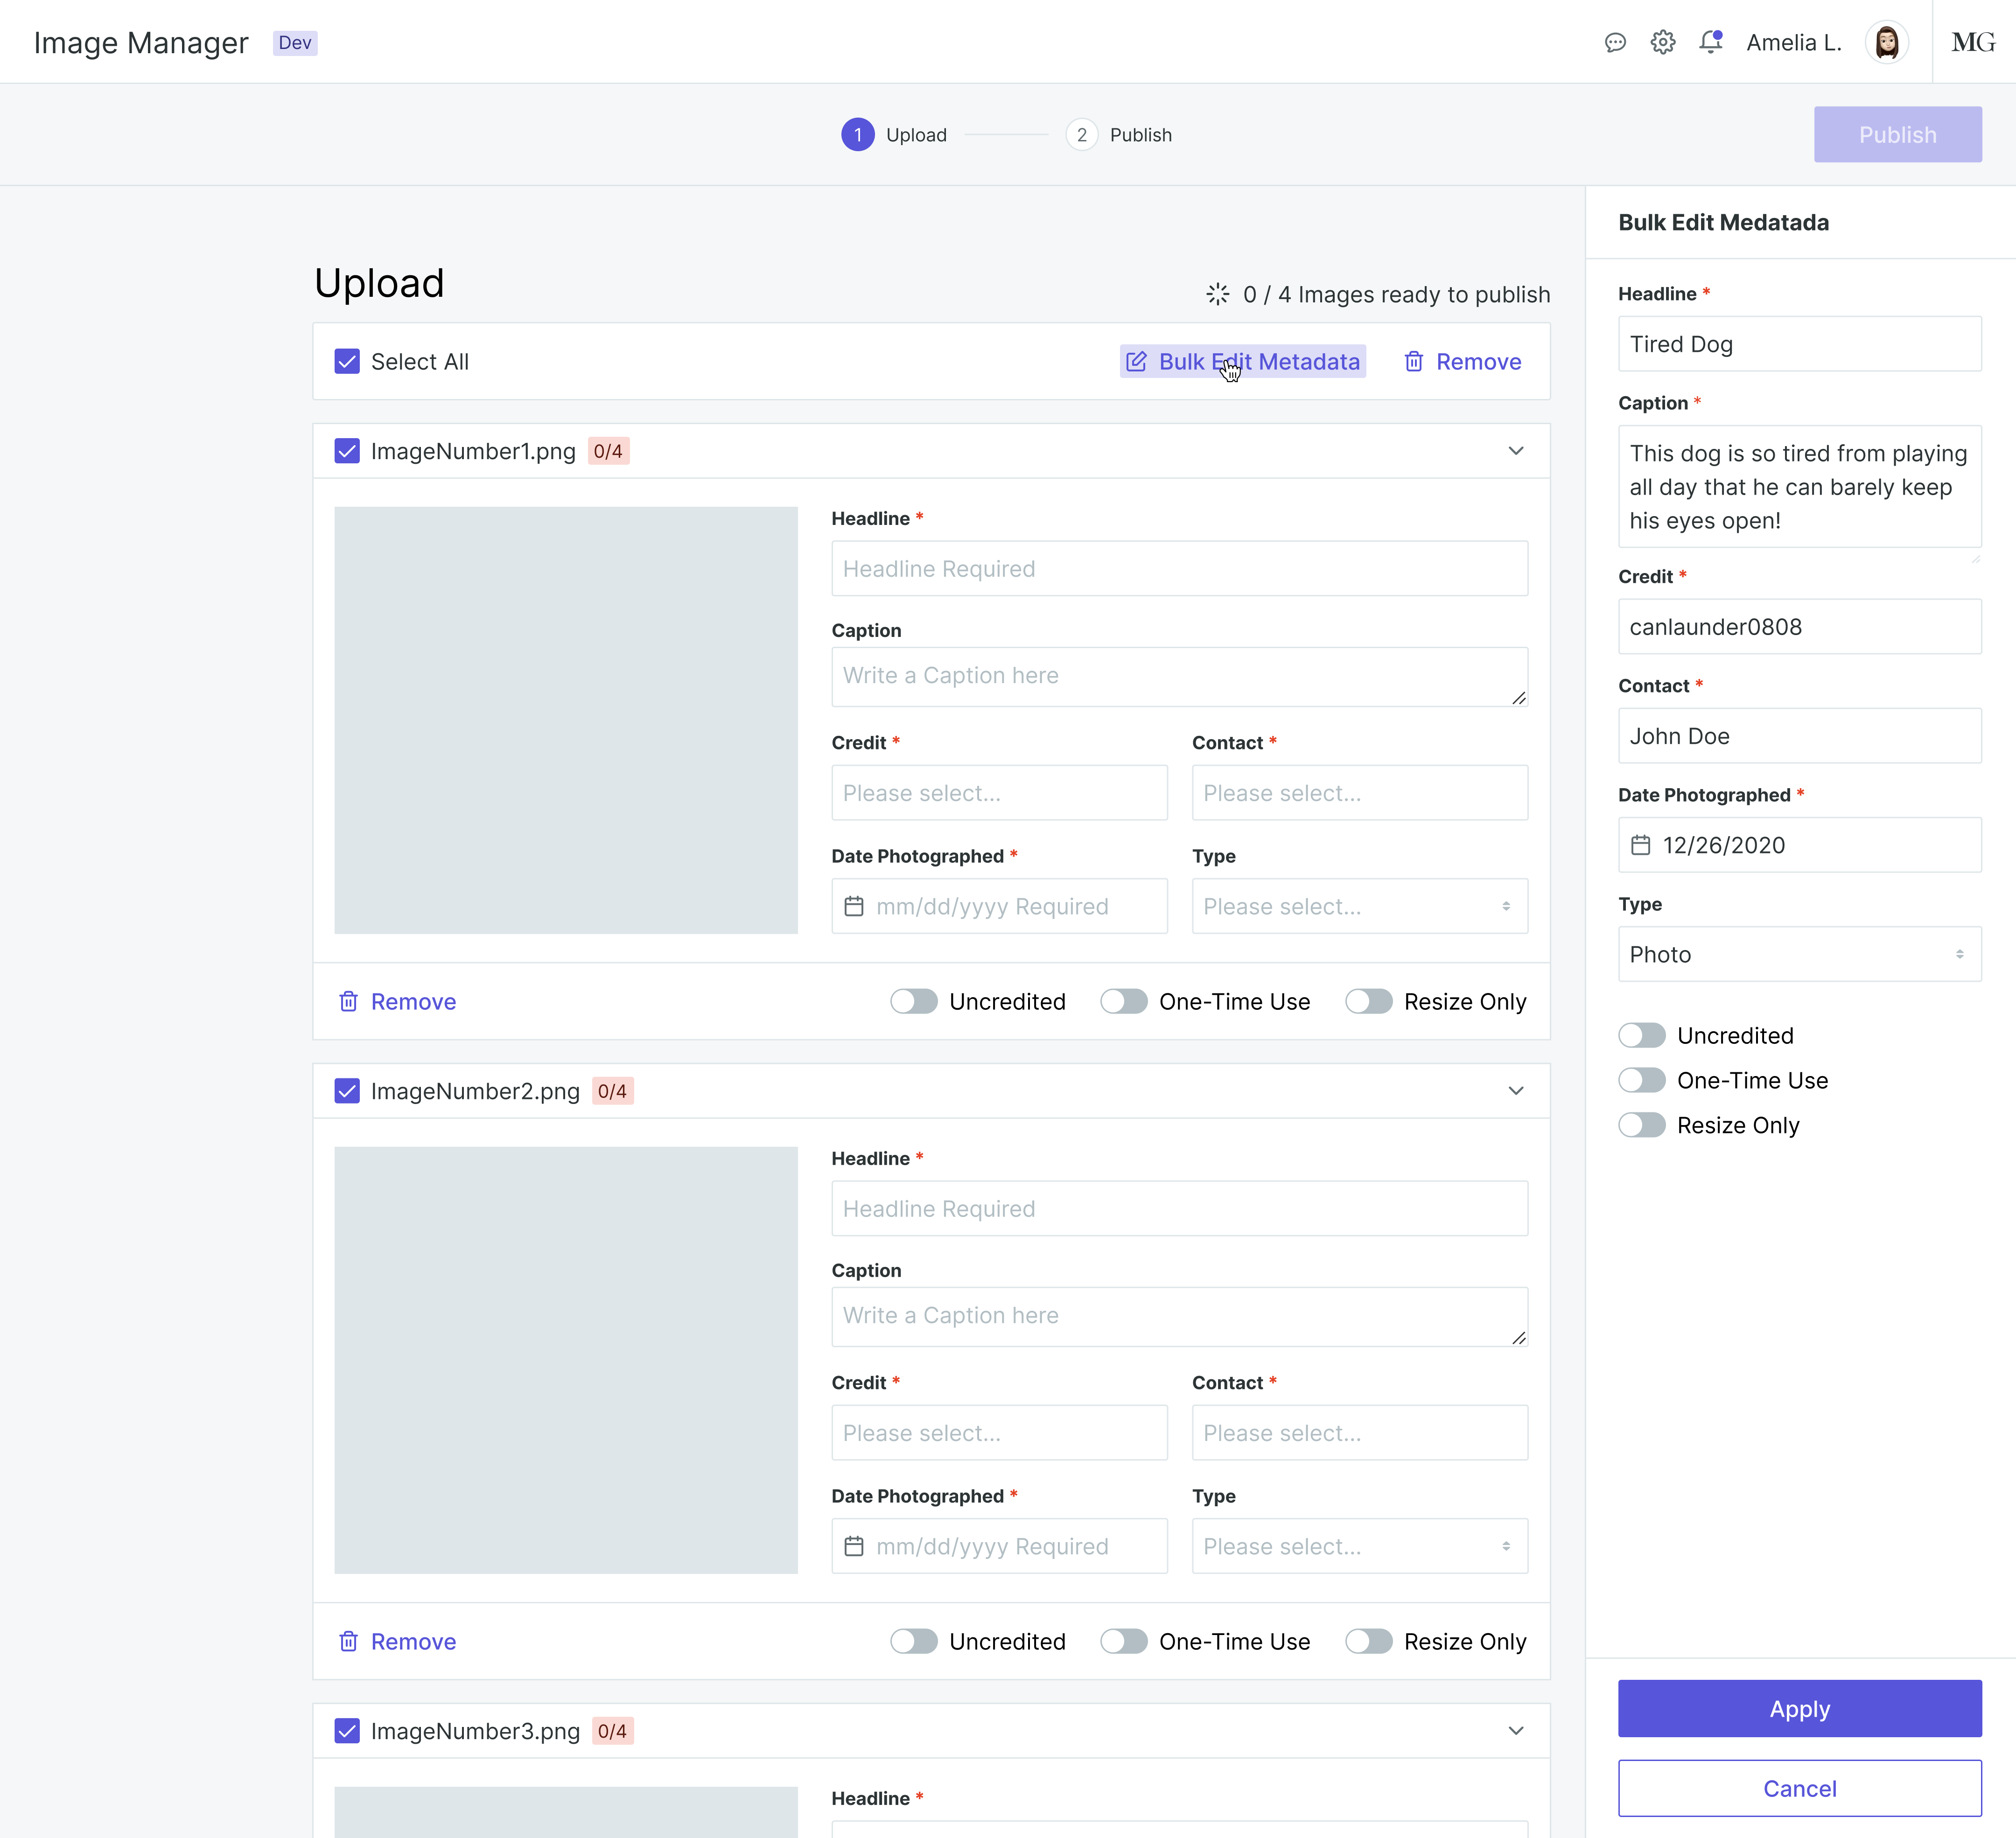 Image Manager Dev
Amelia L. MG
1 Upload 2 Publish
Publish
Upload
0 / 4 Images ready to publish
Select All Bulk Edit Metadata Remove
ImageNumber1.png 0/4
Headline *
Headline Required
Caption
Write a Caption here
Credit * Contact *
Please select... Please select...
Date Photographed * Type
mm/dd/yyyy Required Please select...
Remove Uncredited One-Time Use Resize Only
ImageNumber2.png 0/4
Headline *
Headline Required
Caption
Write a Caption here
Credit * Contact *
Please select... Please select...
Date Photographed * Type
mm/dd/yyyy Required Please select...
Remove Uncredited One-Time Use Resize Only
ImageNumber3.png 0/4
Headline *
Bulk Edit Medatada
Headline *
Tired Dog
Caption *
This dog is so tired from playing
all day that he can barely keep
his eyes open!
Credit *
canlaunder0808
Contact *
John Doe
Date Photographed *
12/26/2020
Type
Photo
Uncredited
One-Time Use
Resize Only
Apply
Cancel